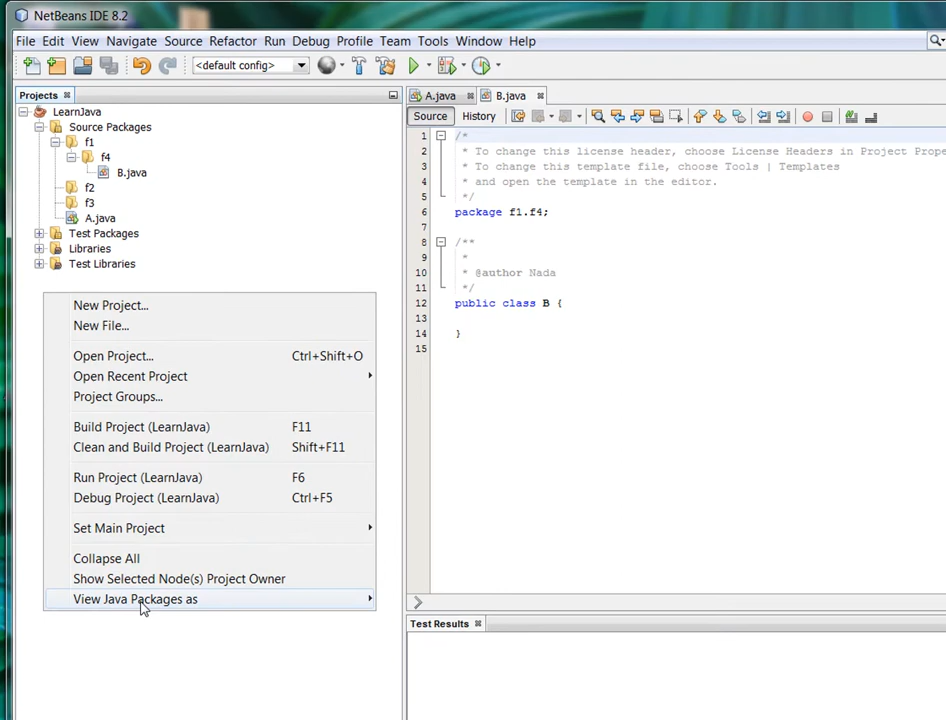 NetBeans IDE 8.2
File Edit View Navigate Source Refactor Run Debug Profile Team Tools Window Help
<default config>
Projects
LearnJava
Source Packages
f1
f4
B.java
f2
f3
A.java
Test Packages
Libraries
Test Libraries
New Project...
New File...
Open Project... Ctrl+Shift+O
Open Recent Project
Project Groups...
Build Project (LearnJava) F11
Clean and Build Project (LearnJava) Shift+F11
Run Project (LearnJava) F6
Debug Project (LearnJava) Ctrl+F5
Set Main Project
Collapse All
Show Selected Node(s) Project Owner
View Java Packages as
A.java B.java
Source History
1 /*
2 * To change this license header, choose License Headers in Project Prope
3 * To change this template file, choose Tools | Templates
4 * and open the template in the editor.
5 */
6 package f1.f4;
7
8 /**
9 *
10 * @author Nada
11 */
12 public class B {
13
14 }
15
Test Results